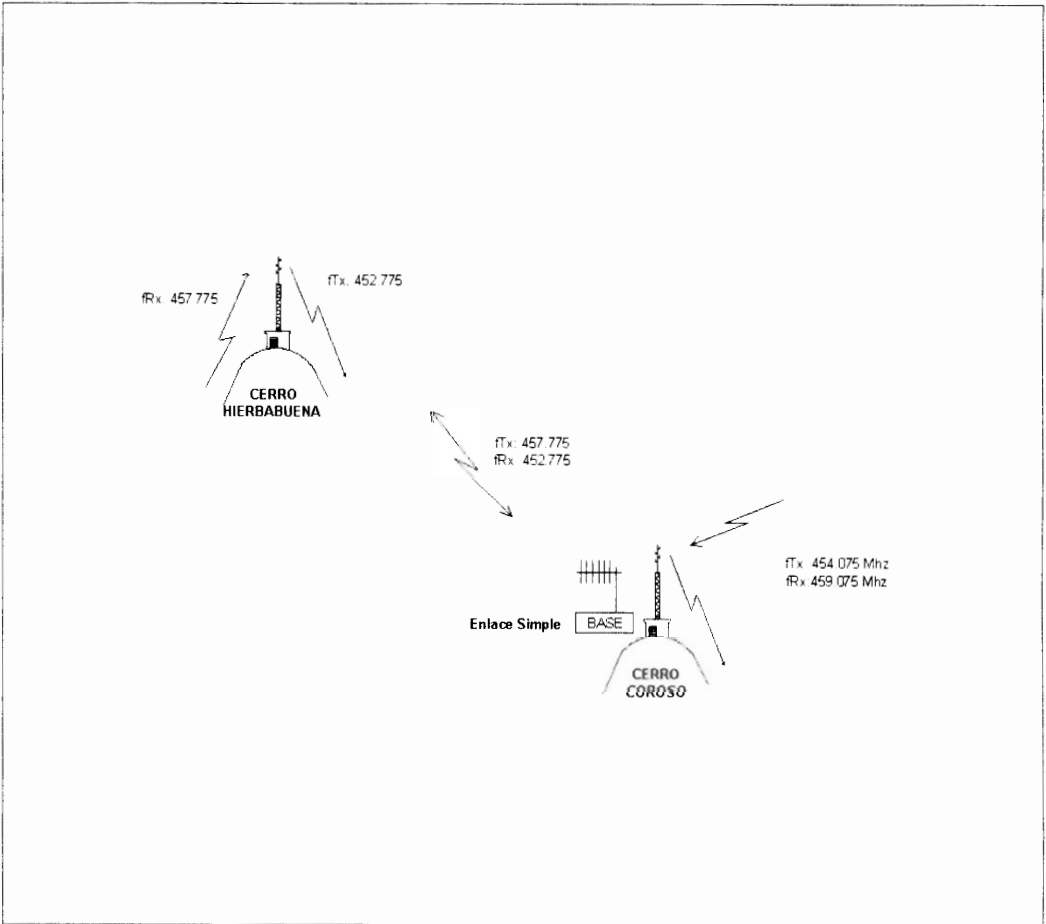 fTx: 452.775
fRx: 457.775
CERRO
HIERBABUENA
fTx: 457.775
fRx: 452.775
fTx: 454.075 Mhz
fRx: 459.075 Mhz
Enlace Simple
BASE
CERRO
COROSO